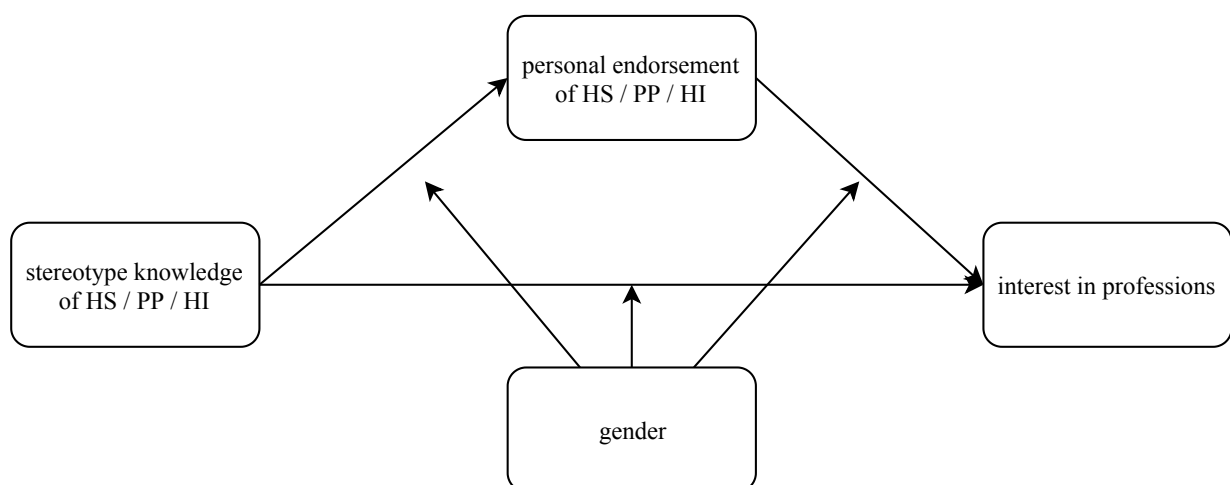 personal endorsement
of HS / PP / HI
stereotype knowledge
of HS / PP / HI
interest in professions
gender